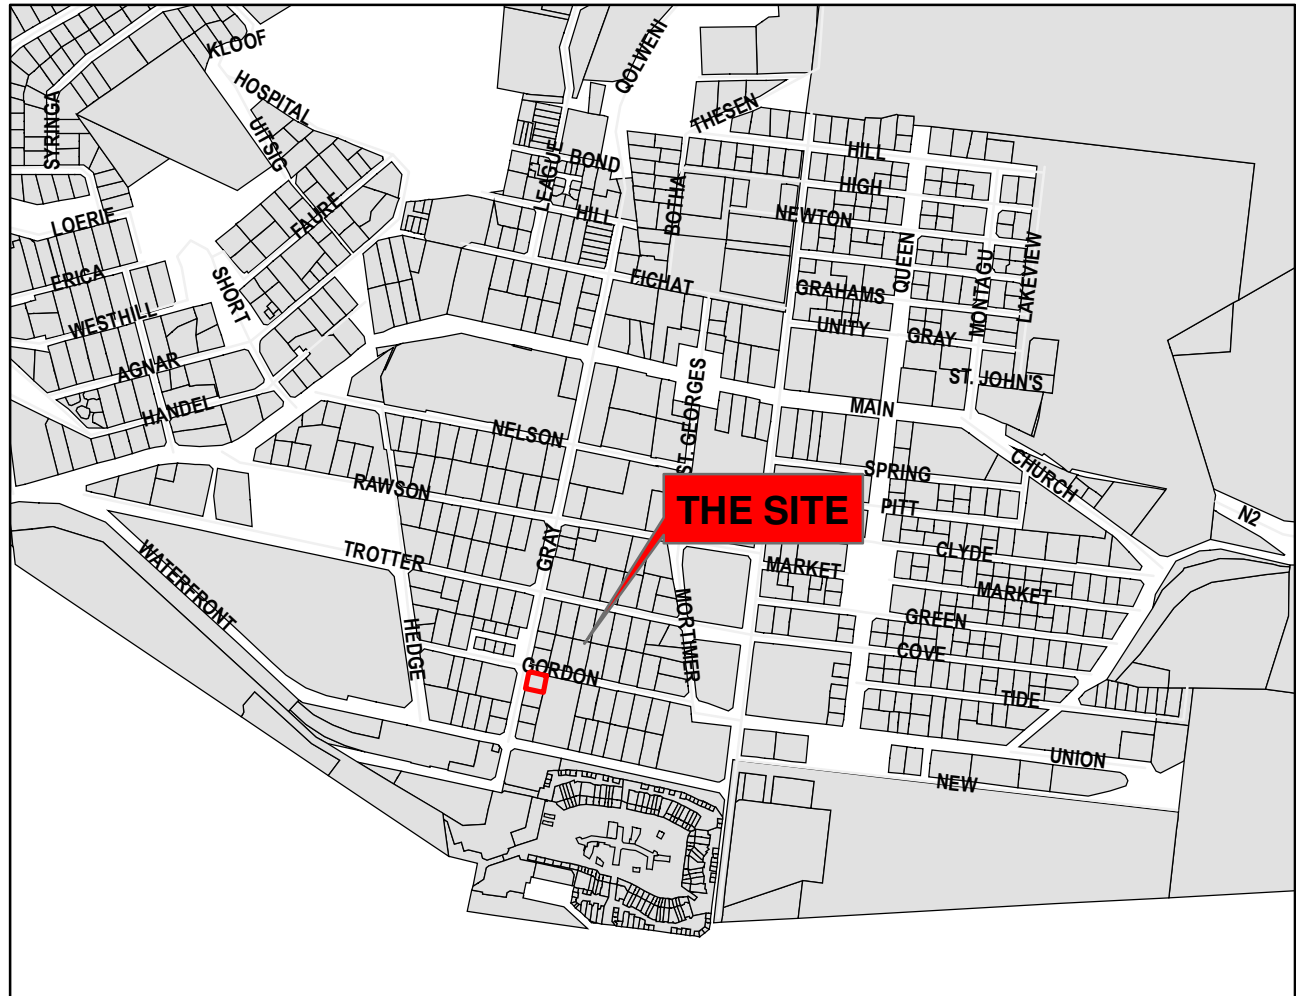 KLOOF
QOLWENI
HOSPITAL
SYRINGA
UITSIG
THESEN
LEAGUE
BOND
HILL
HIGH
BOTHA
FAURE
HILL
NEWTON
LOERIE
QUEEN
ERICA
SHORT
FICHAT
GRAHAMS
MONTAGU
LAKEVIEW
WESTHILL
UNITY
GRAY
AGNAR
ST. GEORGES
ST. JOHN'S
HANDEL
MAIN
NELSON
SPRING
CHURCH
RAWSON
THE SITE
PITT
N2
GRAY
TROTTER
CLYDE
WATERFRONT
MARKET
MARKET
MORTIMER
GREEN
HEDGE
COVE
GORDON
TIDE
UNION
NEW